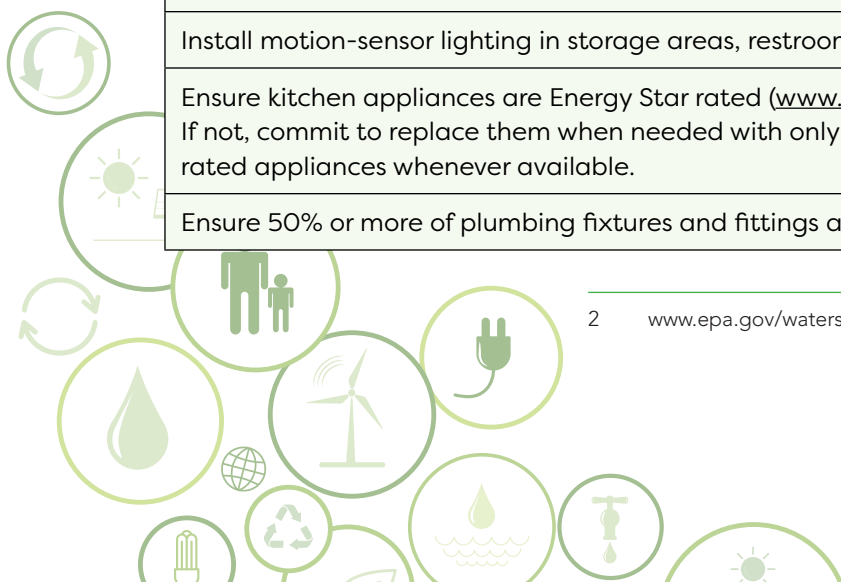 Install motion-sensor lighting in storage areas,
Ensure kitchen appliances are Energy Star rated (www.
If not, commit to replace them when needed with only
rated appliances whenever available.
Ensure 50% or more of plumbing fixtures and fittings
2 www.epa.gov/waters